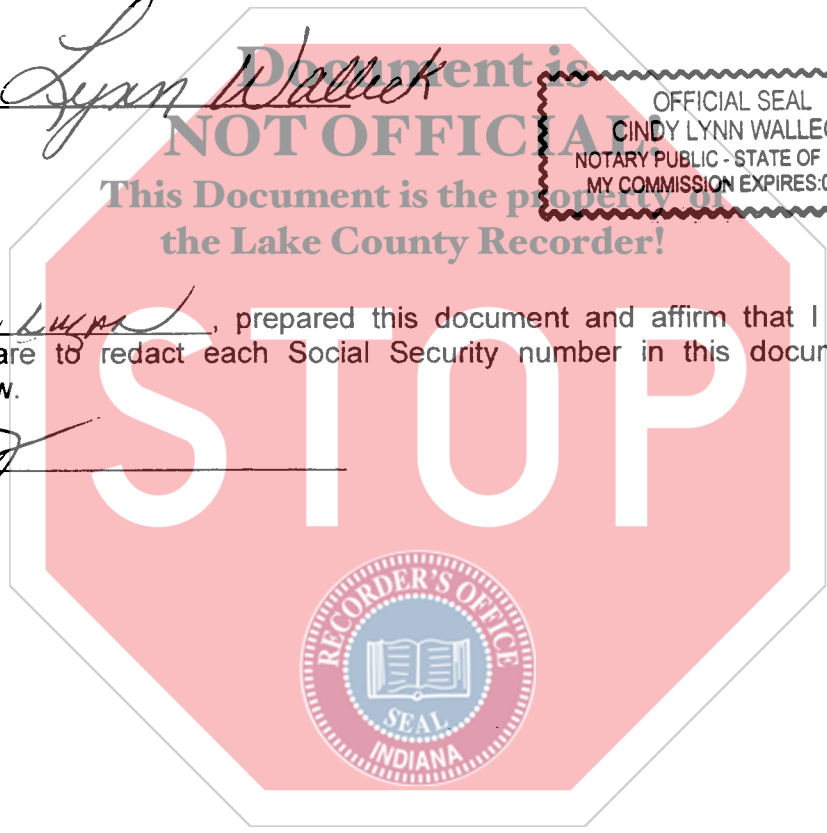 Lynn Walleck
Document is
NOT OFFICIAL!
This Document is the property of
the Lake County Recorder!
OFFICIAL SEAL
CINDY LYNN WALLEC
NOTARY PUBLIC - STATE OF
MY COMMISSION EXPIRES:0
, prepared this document and affirm that I
are to redact each Social Security number in this docum
w.
STOP
RECORDER'S OFFICE
SEAL
INDIANA